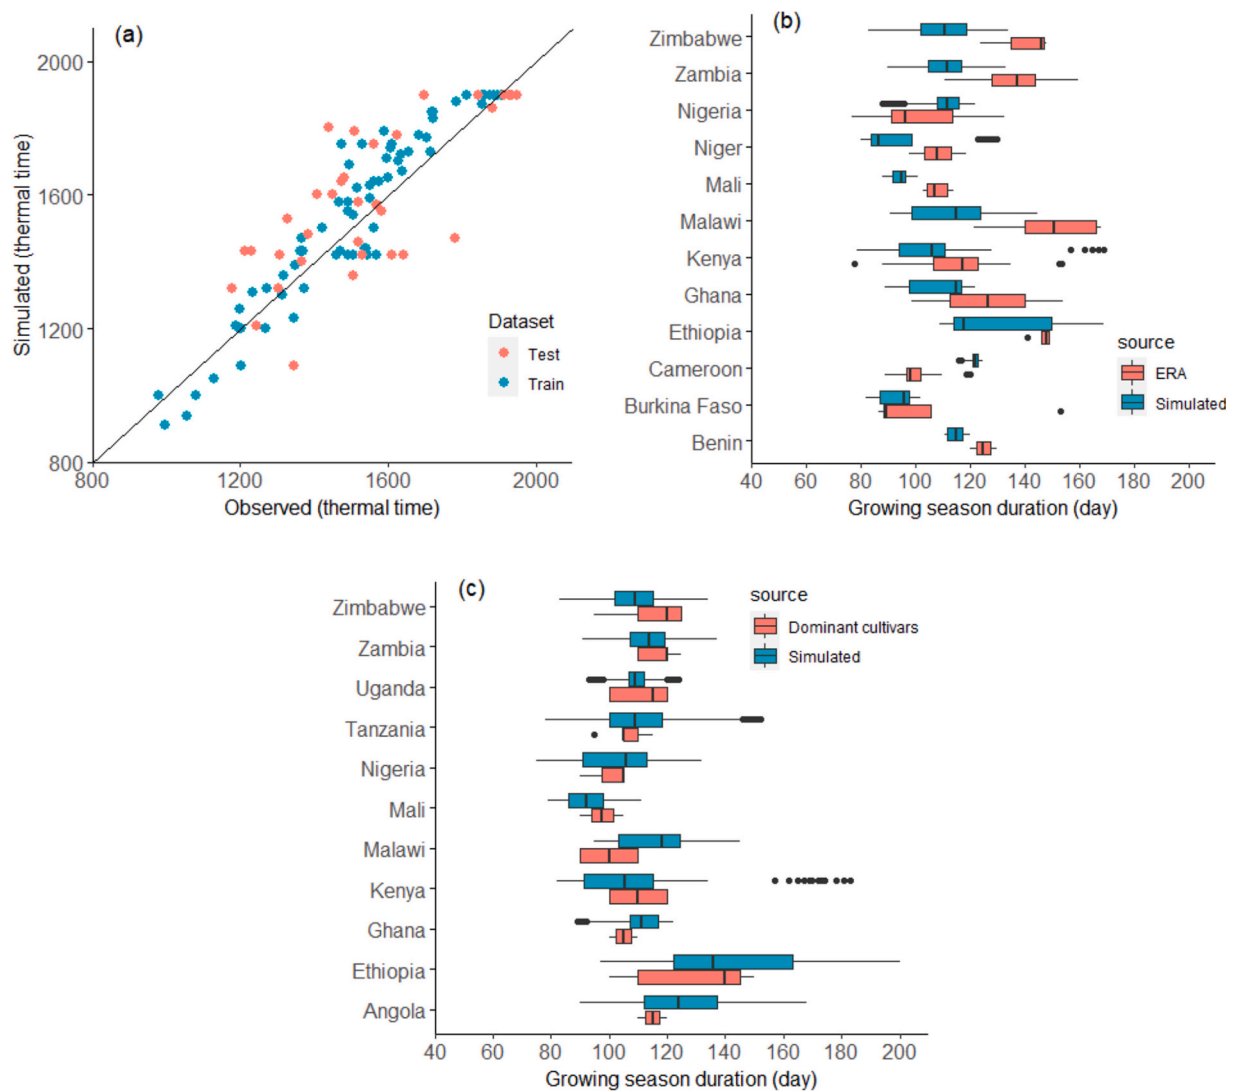 (a)
2000
1600
1200
800
Simulated (thermal time)
Dataset
Test
Train
800
1200
1600
2000
Observed (thermal time)
(b)
Zimbabwe
Zambia
Nigeria
Niger
Mali
Malawi
Kenya
Ghana
Ethiopia
Cameroon
Burkina Faso
Benin
source
ERA
Simulated
40 60 80 100 120 140 160 180 200
Growing season duration (day)
(c)
Zimbabwe
Zambia
Uganda
Tanzania
Nigeria
Mali
Malawi
Kenya
Ghana
Ethiopia
Angola
source
Dominant cultivars
Simulated
40 60 80 100 120 140 160 180 200
Growing season duration (day)